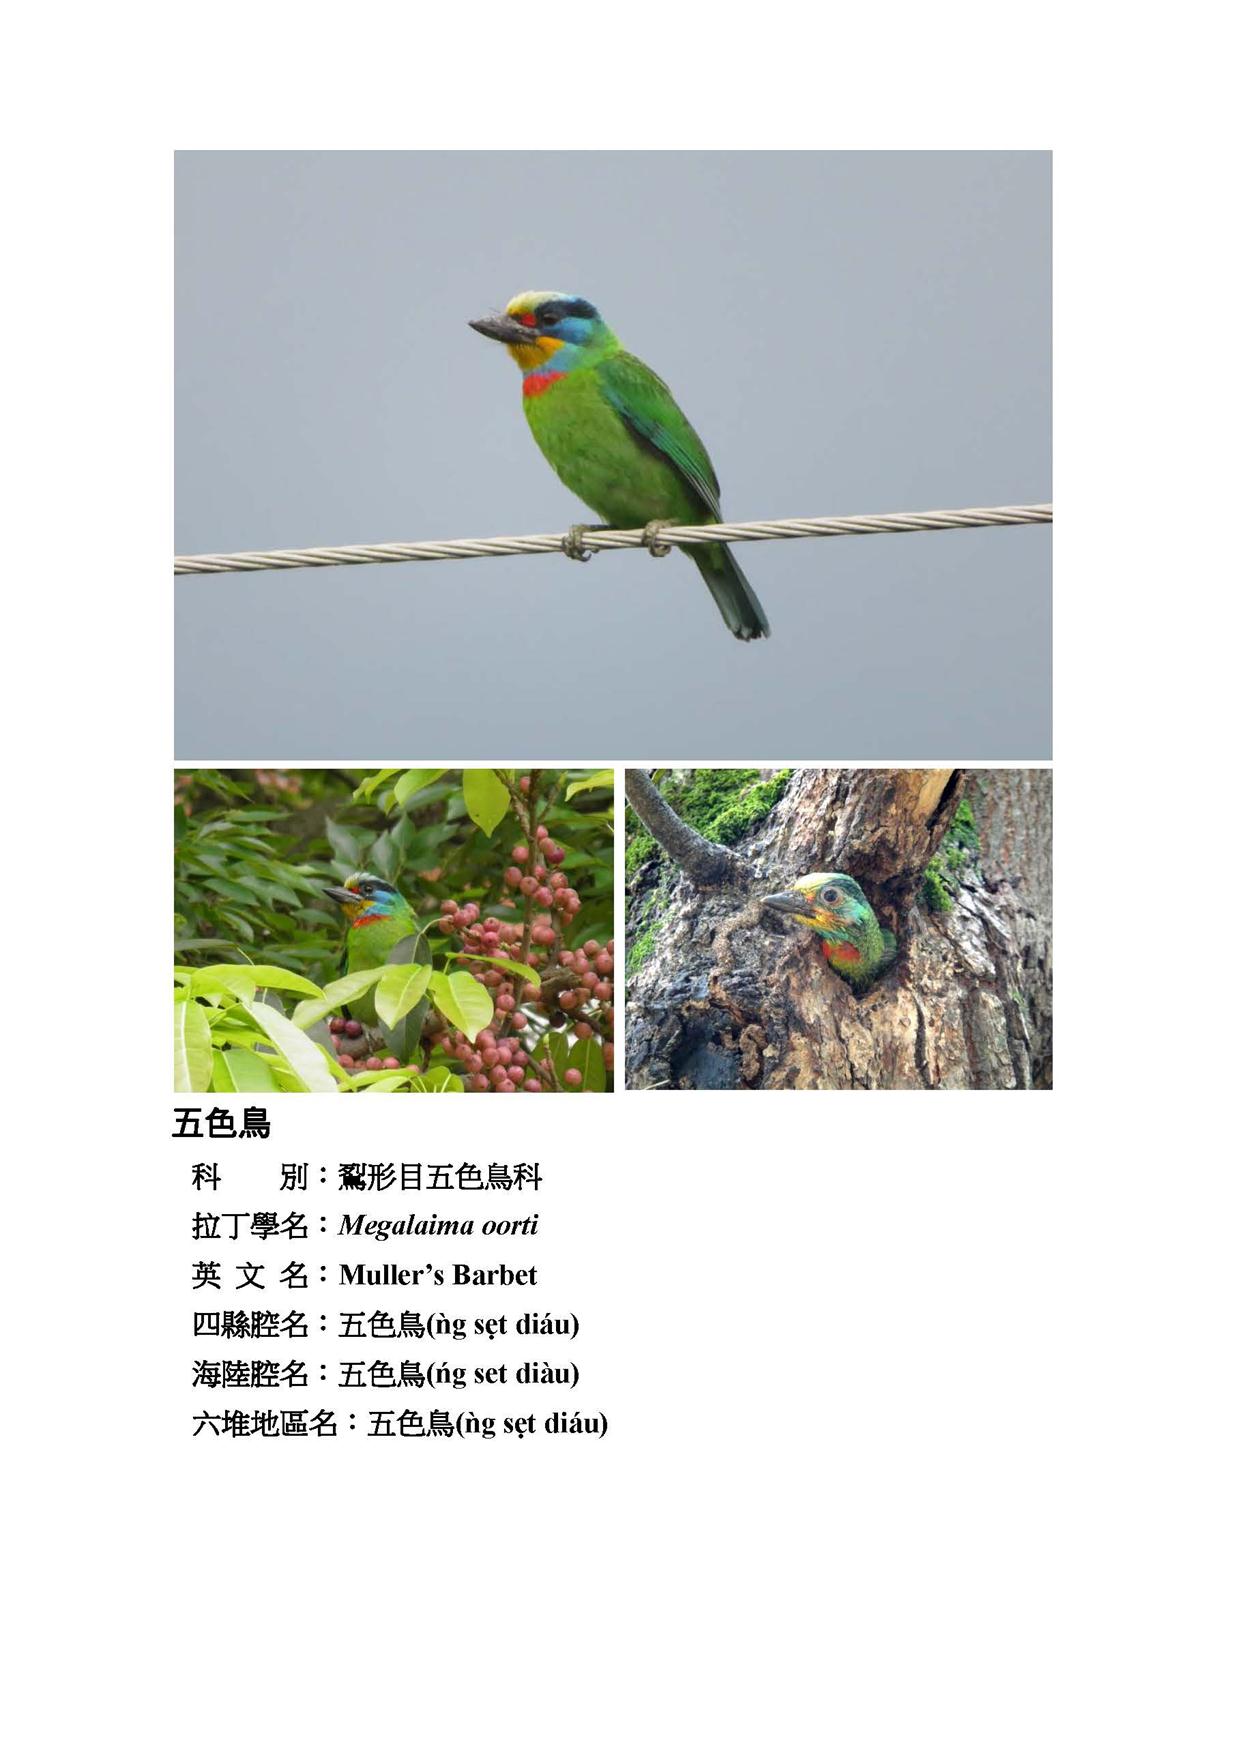 五色鳥
科　　別：鴷形目五色鳥科
拉丁學名：Megalaima oorti
英 文 名：Muller’s Barbet
四縣腔名：五色鳥(ǹg sẹt diáu)
海陸腔名：五色鳥(ńg set diàu)
六堆地區名：五色鳥(ǹg sẹt diáu)